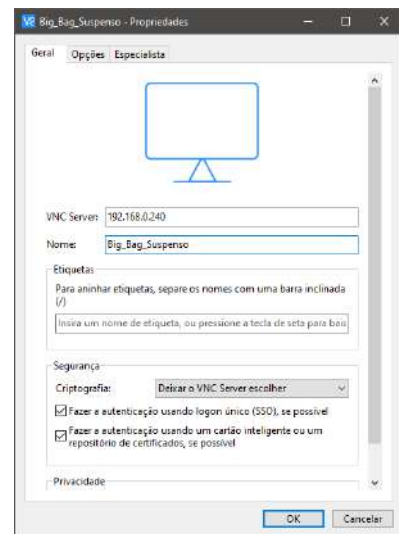 Big_Bag_Suspenso - Propriedades
Geral Opções Especialista
VNC Server: 192.168.0.240
Nome: Big_Bag_Suspenso
Etiquetas
Para aninhar etiquetas, separe os nomes com uma barra inclinada
(/)
Insira um nome de etiqueta, ou pressione a tecla de seta para
Segurança
Criptografia: Deixar o VNC Server escolher
Fazer a autenticação usando logon único (SSO), se possível
Fazer a autenticação usando um cartão inteligente ou um
repositório de certificados, se possível
Privacidade
OK Cancelar